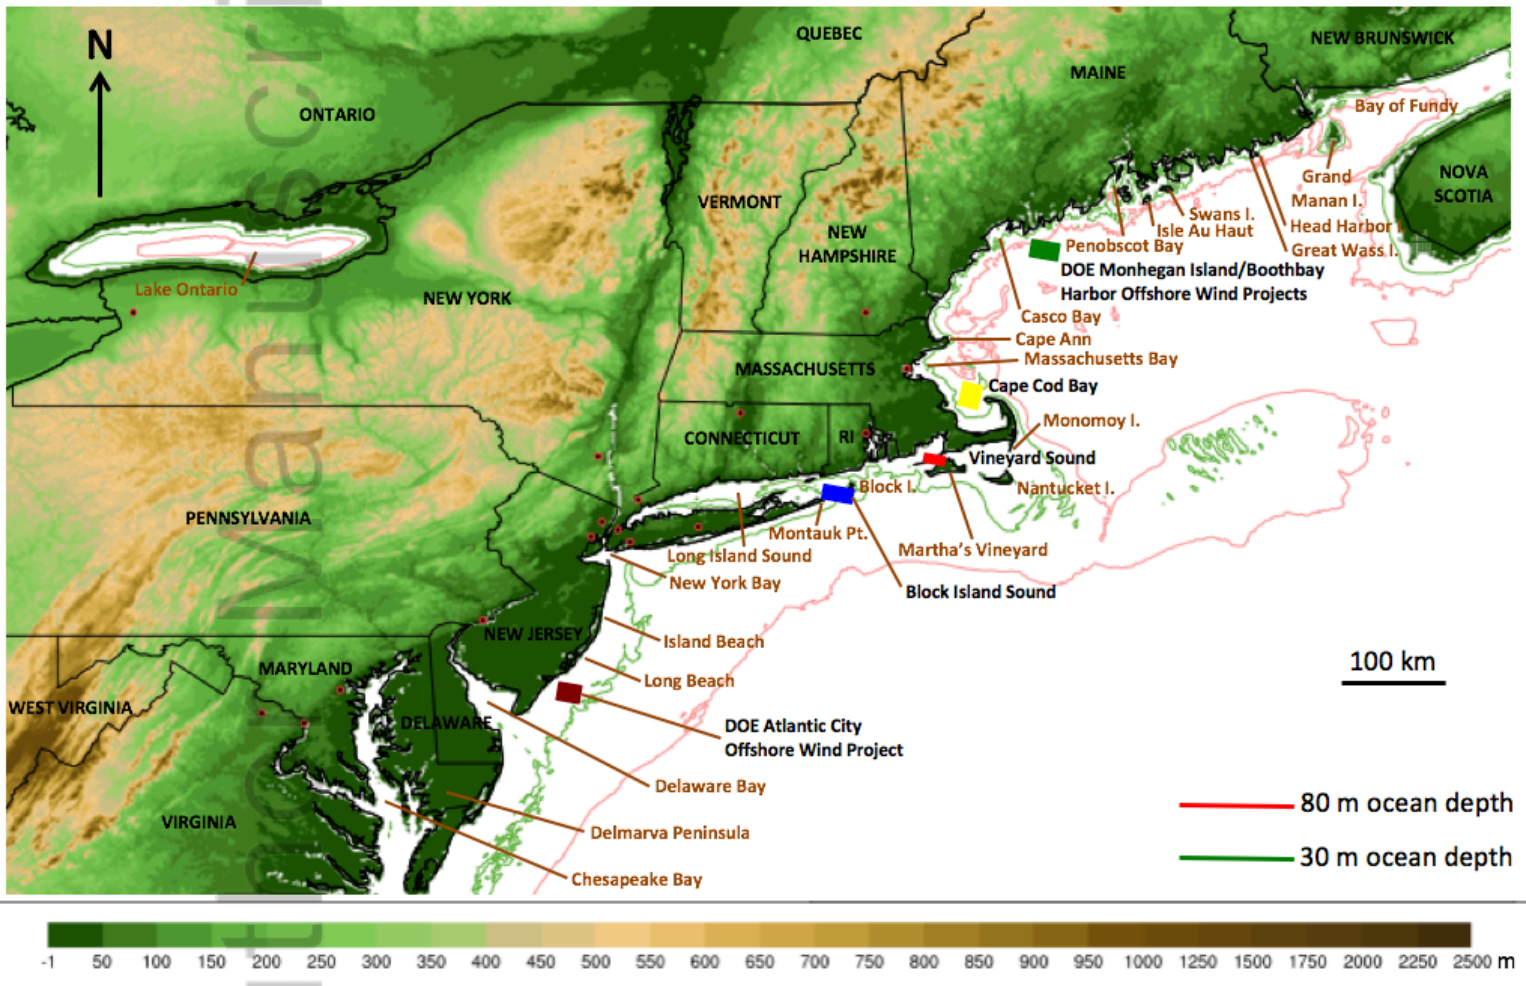 N
QUEBEC
NEW BRUNSWICK
MAINE
ONTARIO
Bay of Fundy
VERMONT
NOVA
SCOTIA
Grand
Manan I.
Swans I.
Isle Au Haut
Head Harbor I.
Penobscot Bay
Great Wass I.
NEW
HAMPSHIRE
DOE Monhegan Island/Boothbay
Harbor Offshore Wind Projects
Lake Ontario
NEW YORK
Casco Bay
Cape Ann
Massachusetts Bay
MASSACHUSETTS
Cape Cod Bay
Monomoy I.
CONNECTICUT
RI
Vineyard Sound
Block I.
Nantucket I.
PENNSYLVANIA
Montauk Pt.
Martha's Vineyard
Long Island Sound
New York Bay
Block Island Sound
NEW JERSEY
Island Beach
MARYLAND
Long Beach
100 km
WEST VIRGINIA
DELAWARE
DOE Atlantic City
Offshore Wind Project
Delaware Bay
80 m ocean depth
VIRGINIA
Delmarva Peninsula
30 m ocean depth
Chesapeake Bay
-1 50 100 150 200 250 300 350 400 450 500 550 600 650 700 750 800 850 900 950 1000 1250 1500 1750 2000 2250 2500 m